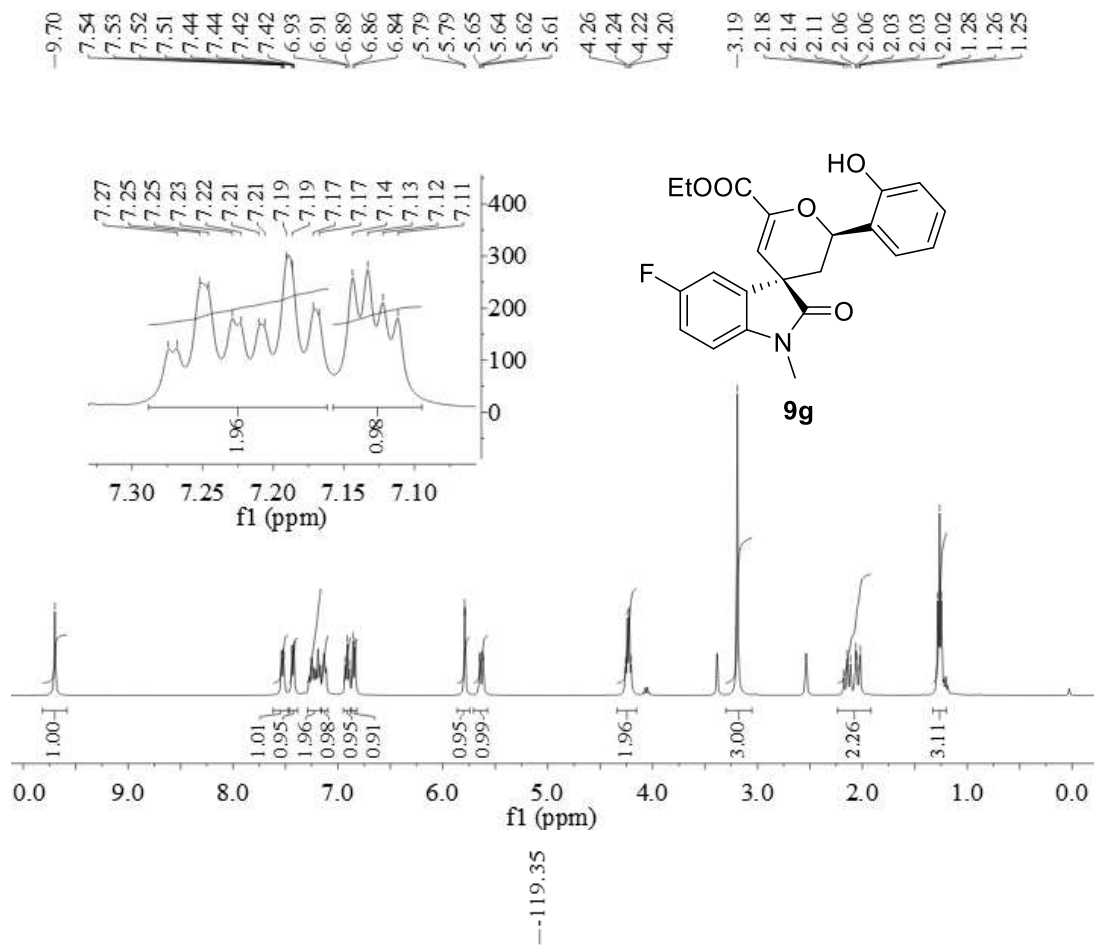 9.70 7.54 7.53 7.52 7.51 7.44 7.44 7.42 7.42 6.93 6.91 6.89 6.86 6.84 5.79 5.79 5.65 5.64 5.62 5.61 4.26 4.24 4.22 4.20 3.19 2.18 2.14 2.11 2.06 2.06 2.03 2.03 2.02 1.28 1.26 1.25
7.27 7.25 7.25 7.23 7.22 7.21 7.21 7.19 7.19 7.17 7.17 7.14 7.13 7.12 7.11
400
300
200
100
0
1.96 0.98
7.30 7.25 7.20 7.15 7.10
f1 (ppm)
HO
EtOOC
O
F
O
N
9g
1.00 1.01 0.95 1.96 0.98 0.95 0.91 0.95 0.99 1.96 3.00 2.26 3.11
0.0 9.0 8.0 7.0 6.0 5.0 4.0 3.0 2.0 1.0 0.0
f1 (ppm)
-119.35